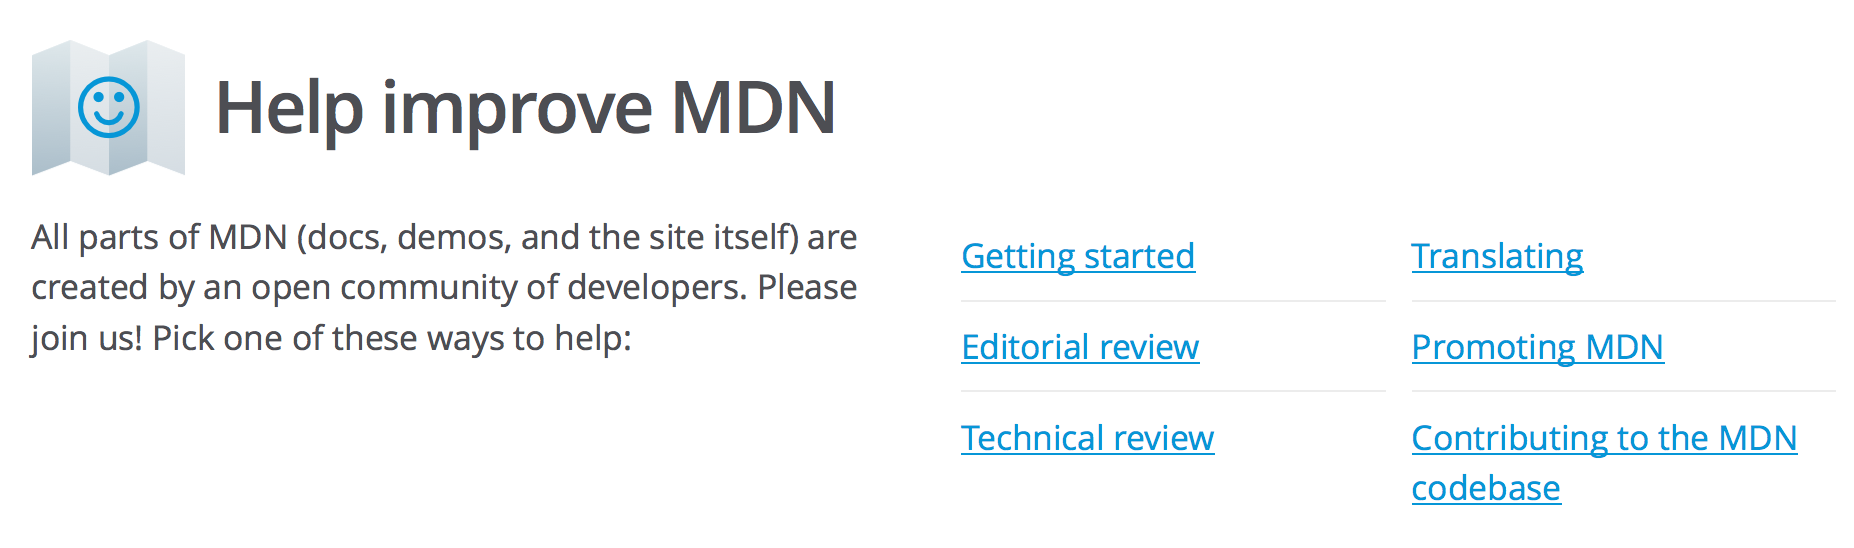 Help improve MDN
All parts of MDN (docs, demos, and the site itself) are
created by an open community of developers. Please
join us! Pick one of these ways to help:
Getting started
Editorial review
Technical review
Translating
Promoting MDN
Contributing to the MDN
codebase